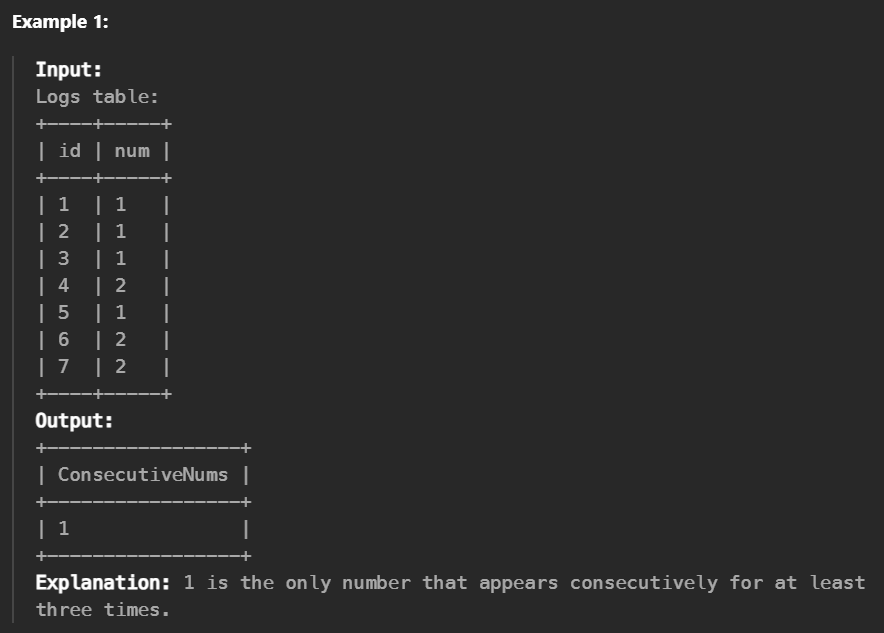 Example 1:
Input:
Logs table:
+----+-----+
| id | num |
+----+-----+
| 1  | 1   |
| 2  | 1   |
| 3  | 1   |
| 4  | 2   |
| 5  | 1   |
| 6  | 2   |
| 7  | 2   |
+----+-----+
Output:
+-----------------+
| ConsecutiveNums |
+-----------------+
| 1               |
+-----------------+
Explanation: 1 is the only number that appears consecutively for at least
three times.